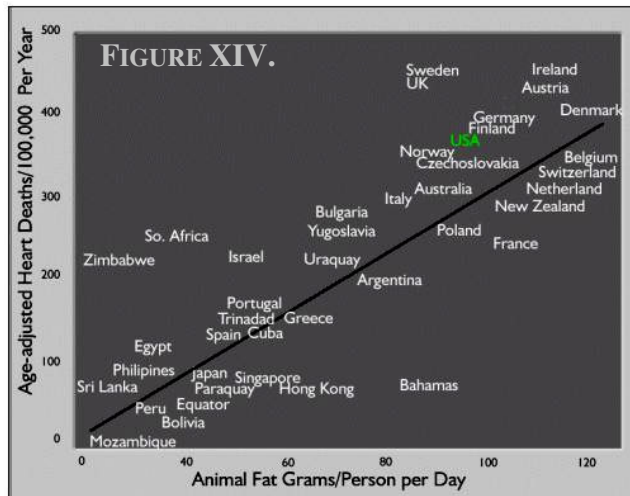 FIGURE XIV.
Age-adjusted Heart Deaths/100,000 Per Year
500
400
300
200
100
0
Sweden
Ireland
UK
Austria
Denmark
Germany
Finland
USA
Norway
Belgium
Czechoslovakia
Switzerland
Australia
Netherland
Italy
New Zealand
Bulgaria
Yugoslavia
Poland
So. Africa
France
Zimbabwe
Israel
Uraquay
Argentina
Portugal
Trinadad
Greece
Spain
Cuba
Egypt
Philipines
japan
Singapore
Sri Lanka
Paraquay
Hong Kong
Bahamas
Peru
Equator
Bolivia
Mozambique
0 40 60 80 100 120
Animal Fat Grams/Person per Day